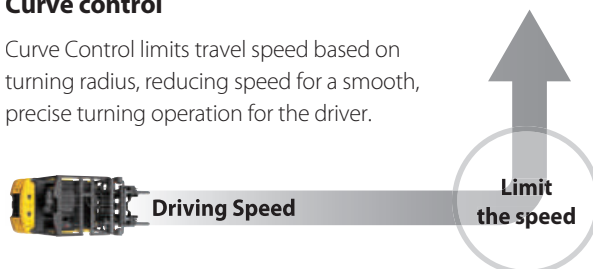 Curve control
Curve Control limits travel speed based on
turning radius, reducing speed for a smooth,
precise turning operation for the driver.
Driving Speed
Limit
the speed